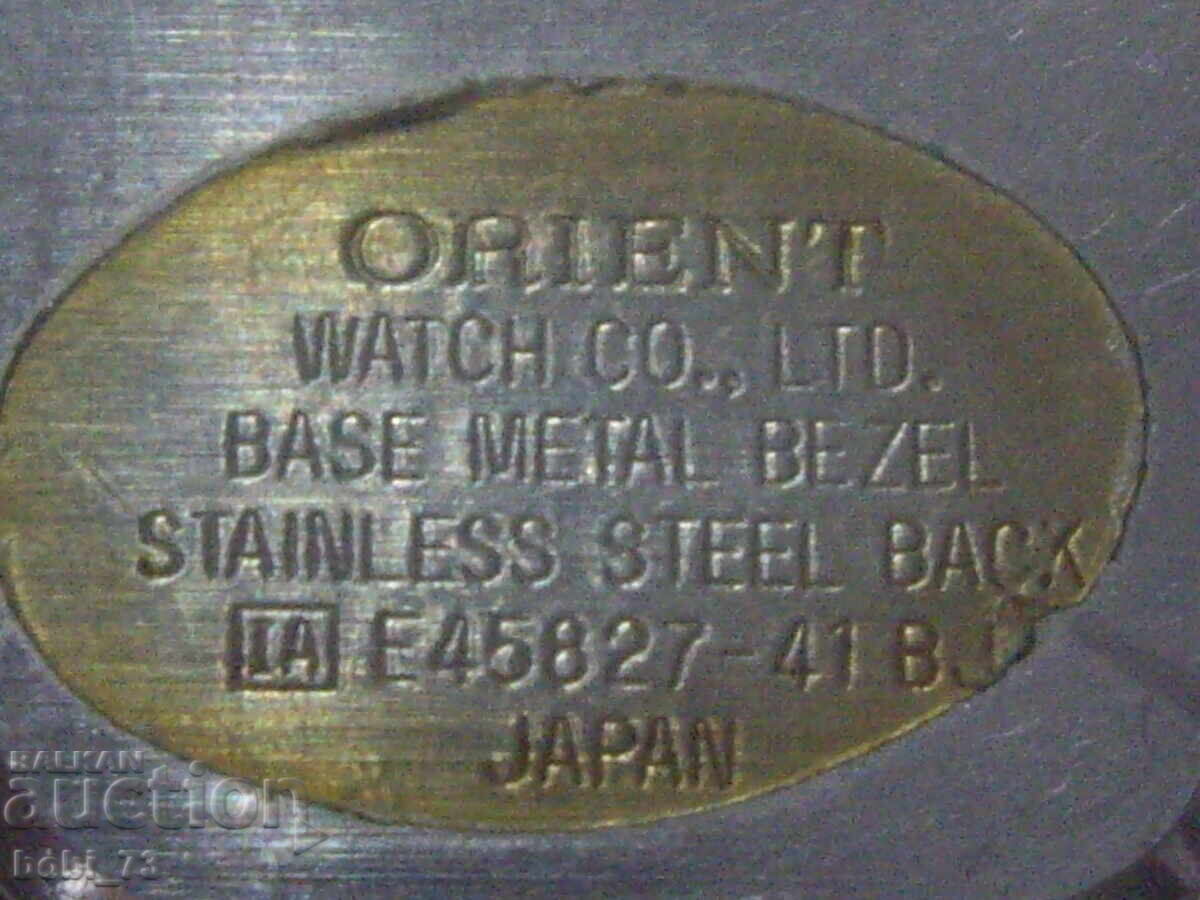 ORIENT
WATCH CO., LTD.
BASE METAL BEZEL
STAINLESS STEEL BACK
IA E45827-41 BJ
JAPAN
BALKAN
auction
bobi_73